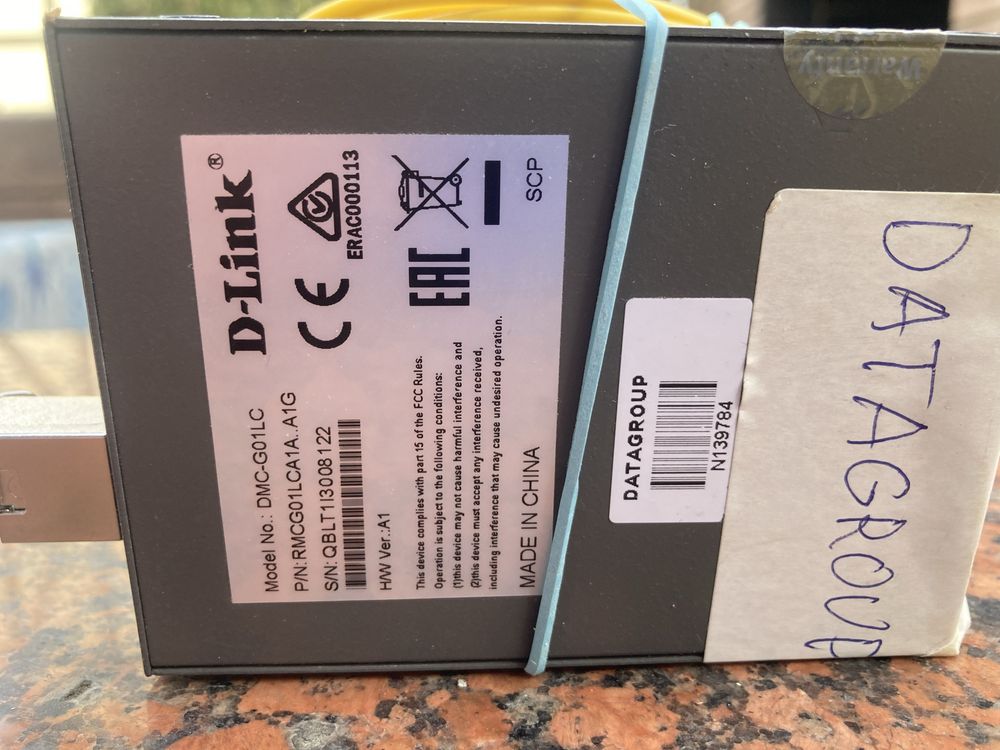 D-Link®
Model No.: DMC-G01LC
P/N:RMCG01LCA1A..A1G
S/N:QBLT1I3008122
H/W Ver.:A1
CE
ERAC000113
EAC
This device complies with part 15 of the FCC Rules.
Operation is subject to the following conditions:
(1)this device may not cause harmful interference and
(2)this device must accept any interference received,
including interference that may cause undesired operation.
MADE IN CHINA
SCP
Warranty
DATAGROUP
N139784
DATAGROUP